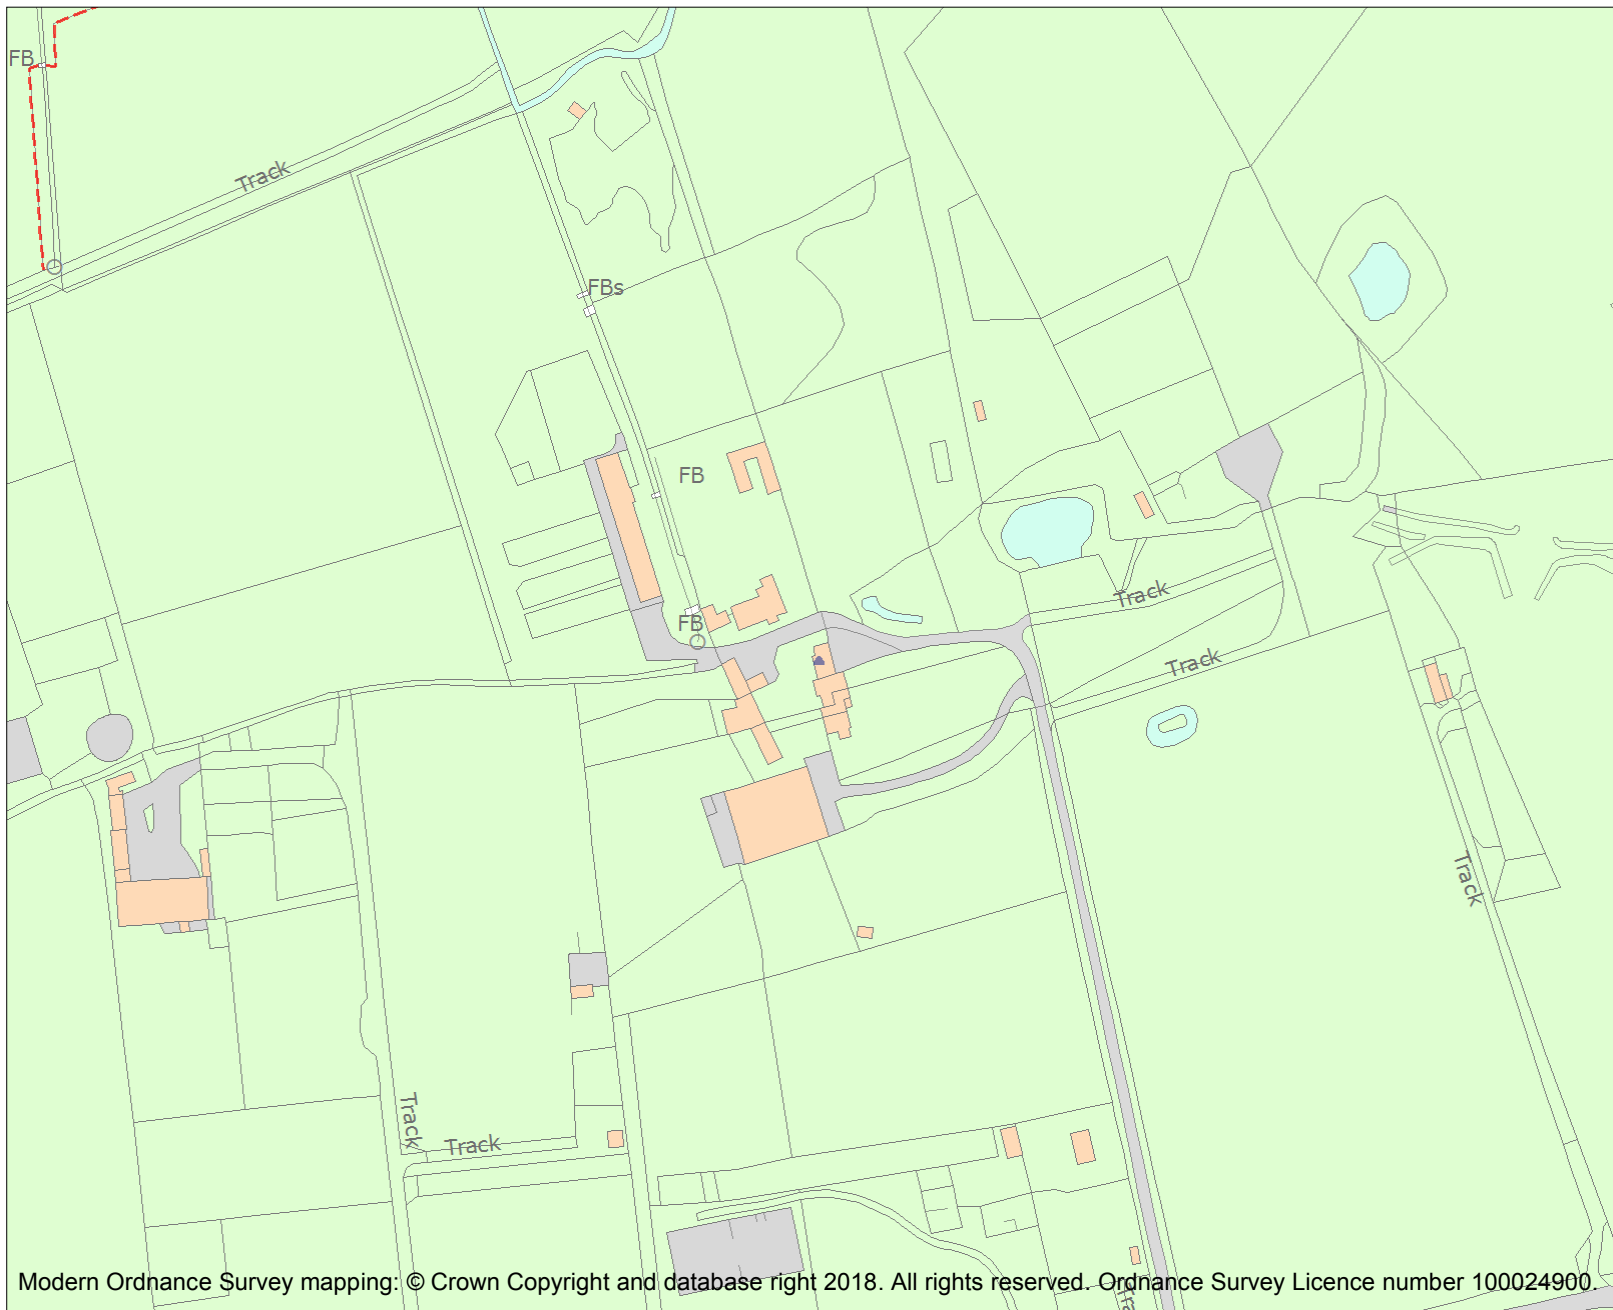 FB
Track
FBs
FB
Track
FB
Track
Track
Track
Track
Modern Ordnance Survey mapping: © Crown Copyright and database right 2018. All rights reserved. Ordnance Survey Licence number 100024900.
Tra